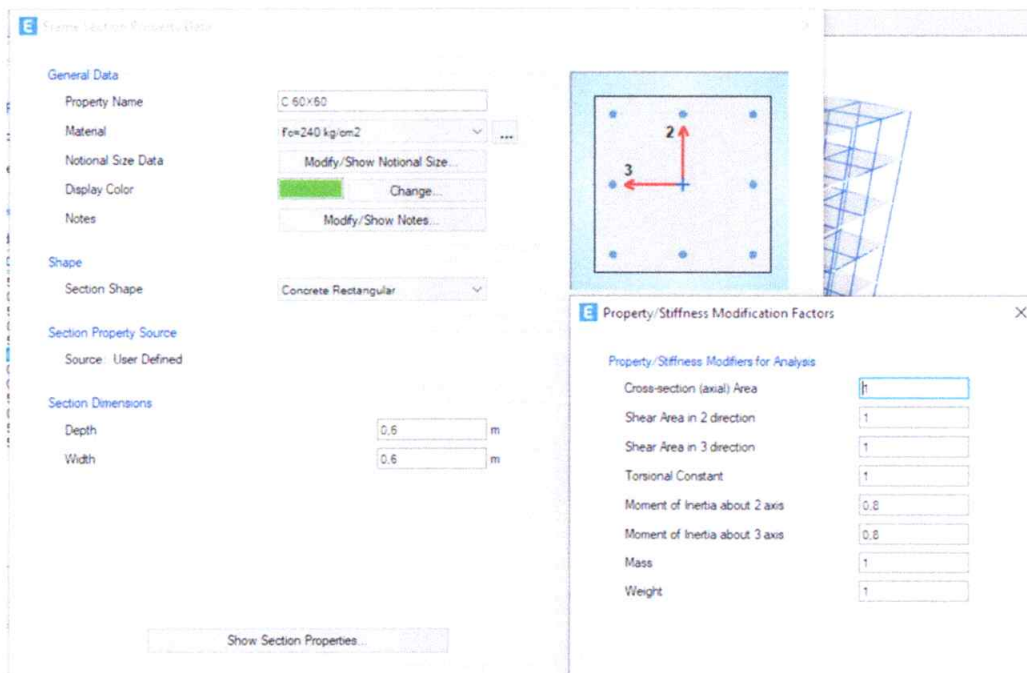 E Frame Section Property Data
General Data
Property Name C 60×60
Material f'c=240 kg/cm2 ...
Notional Size Data Modify/Show Notional Size...
Display Color Change...
Notes Modify/Show Notes...
Shape
Section Shape Concrete Rectangular
Section Property Source
Source: User Defined
Section Dimensions
Depth 0,6 m
Width 0,6 m
Show Section Properties...
2
3
E Property/Stiffness Modification Factors
Property/Stiffness Modifiers for Analysis
Cross-section (axial) Area 1
Shear Area in 2 direction 1
Shear Area in 3 direction 1
Torsional Constant 1
Moment of Inertia about 2 axis 0,8
Moment of Inertia about 3 axis 0,8
Mass 1
Weight 1